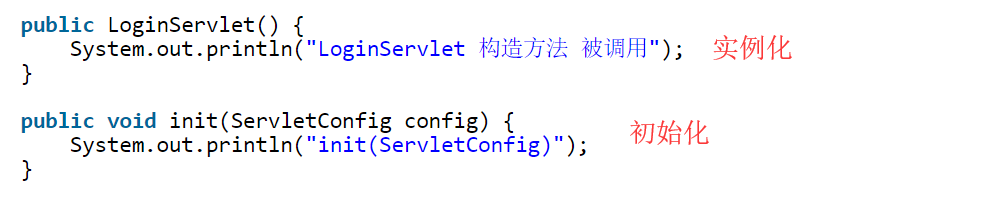 public LoginServlet() {
    System.out.println("LoginServlet 构造方法 被调用"); 实例化
}
public void init(ServletConfig config) {
初始化
    System.out.println("init(ServletConfig)");
}